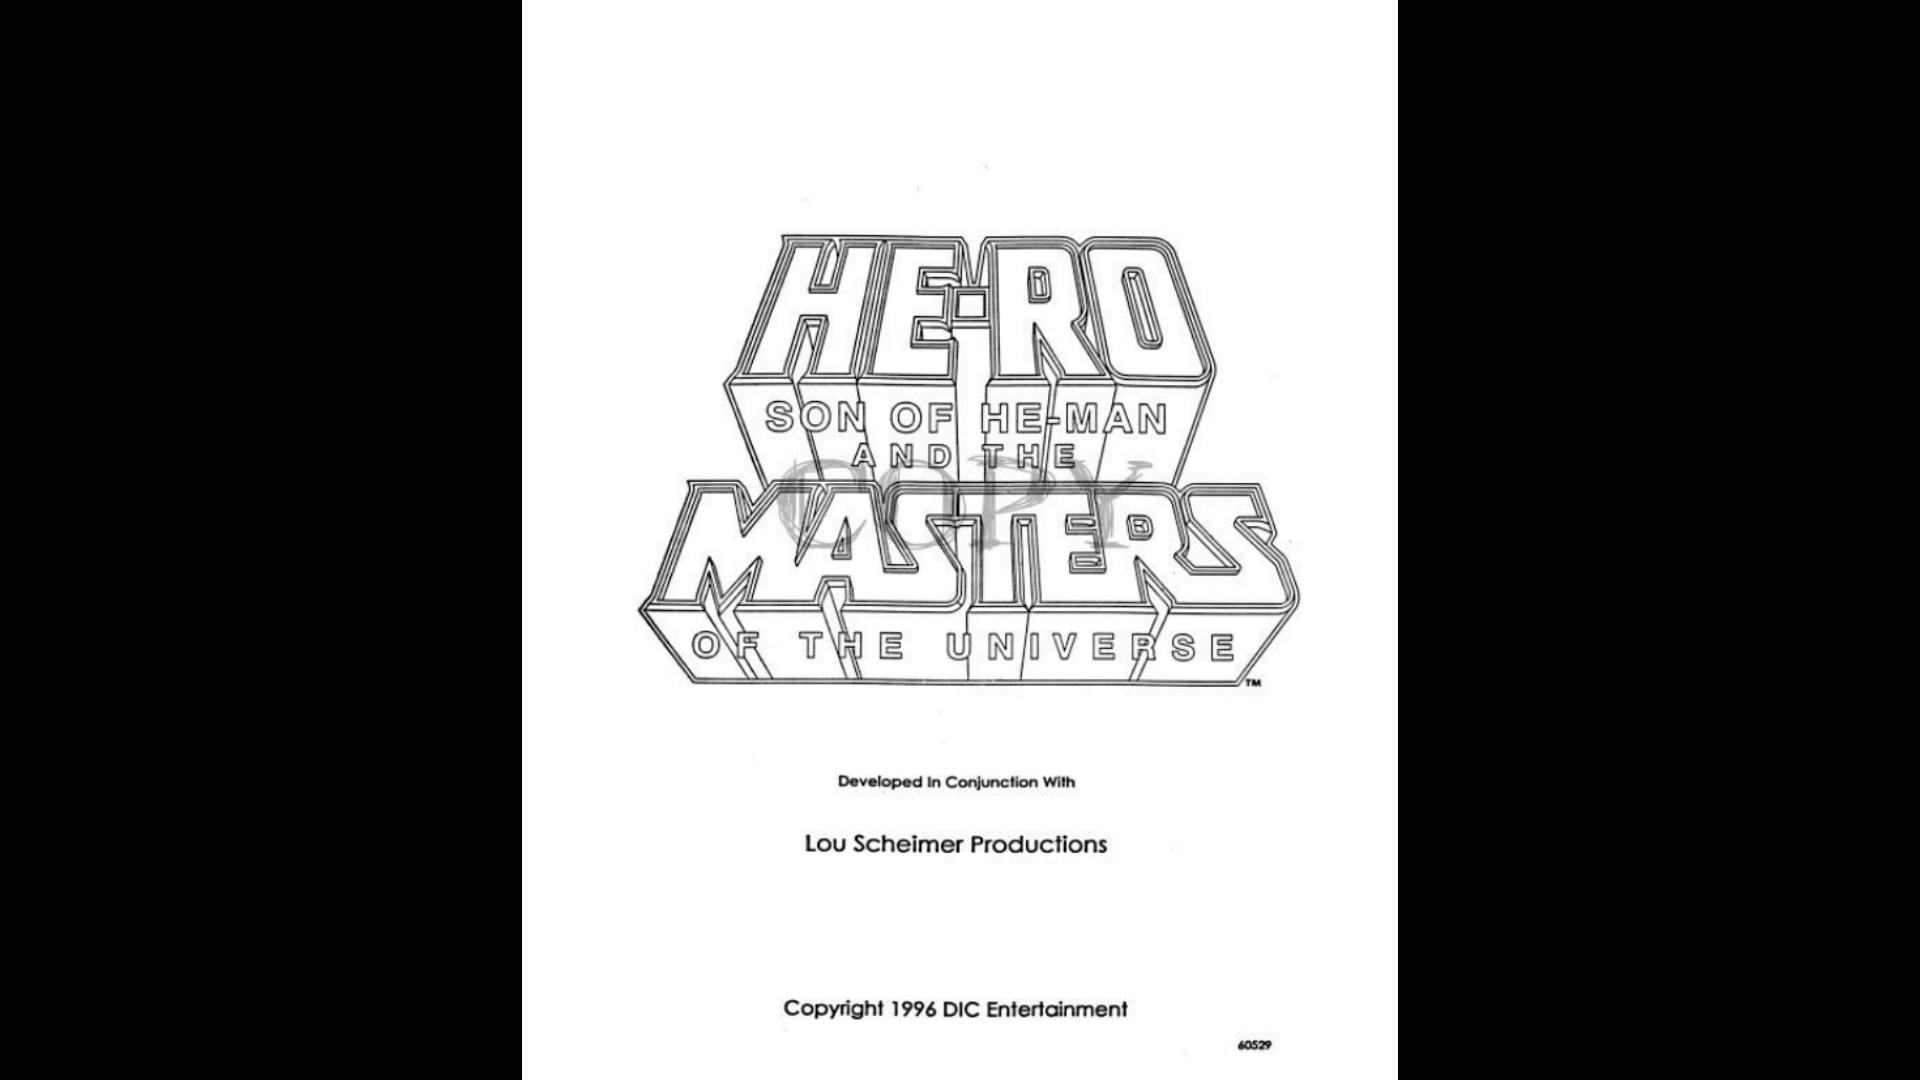 HE-RO
SON OF HE-MAN
AND THE
COPY
MASTERS
OF THE UNIVERSE
TM
Developed In Conjunction With
Lou Scheimer Productions
Copyright 1996 DIC Entertainment
60529